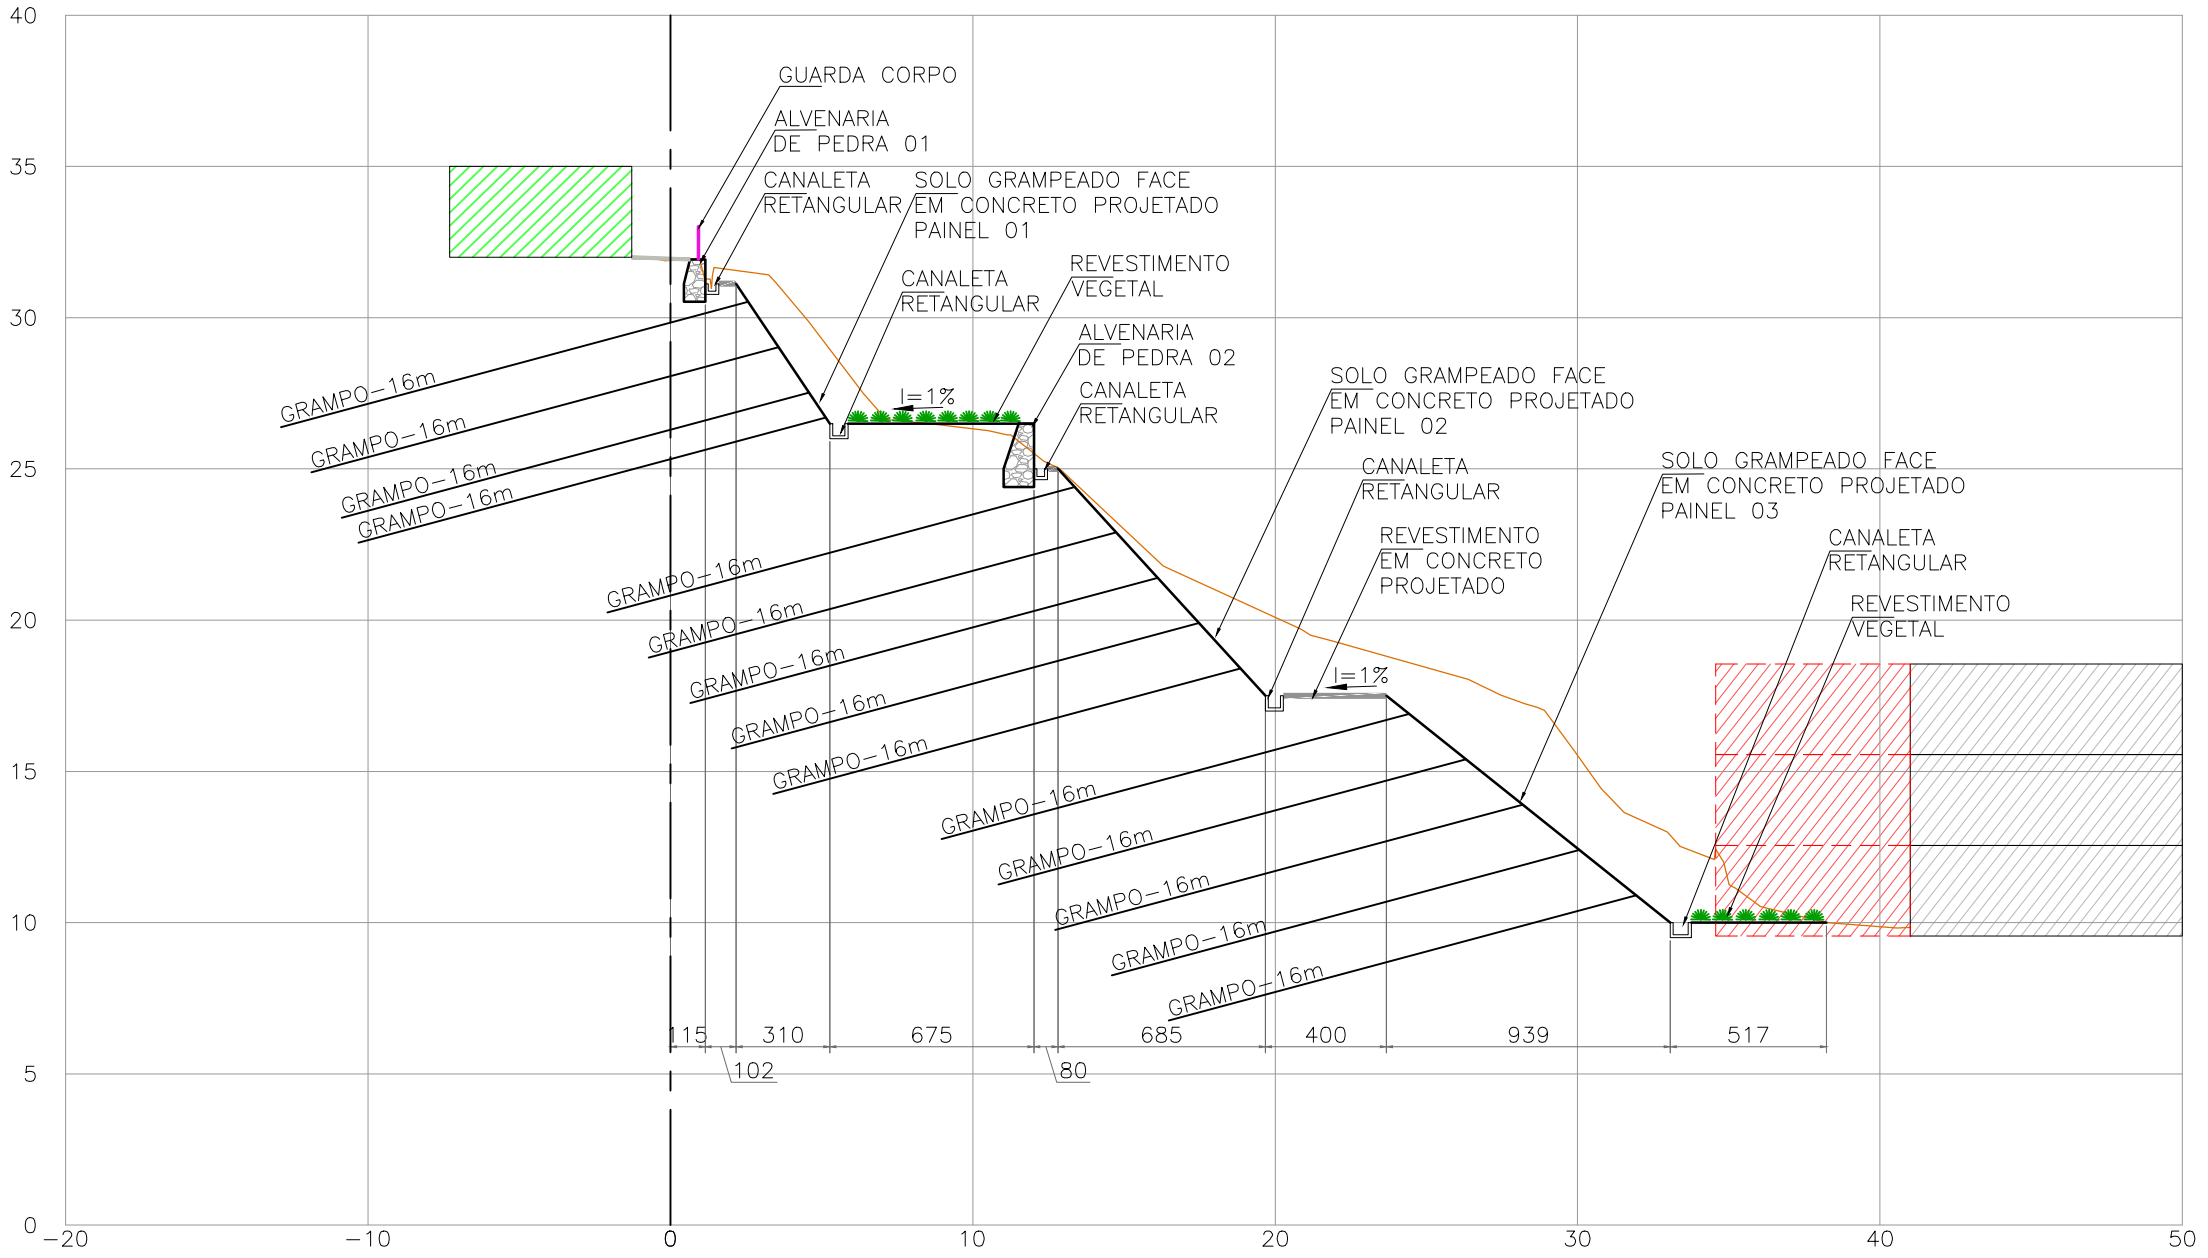 40
35
30
25
20
15
10
5
0
-20
-10
0
10
20
30
40
50
GUARDA CORPO
ALVENARIA
DE PEDRA 01
CANALETA
RETANGULAR
SOLO GRAMPEADO FACE
EM CONCRETO PROJETADO
PAINEL 01
CANALETA
RETANGULAR
REVESTIMENTO
VEGETAL
ALVENARIA
DE PEDRA 02
CANALETA
RETANGULAR
I=1%
SOLO GRAMPEADO FACE
EM CONCRETO PROJETADO
PAINEL 02
CANALETA
RETANGULAR
REVESTIMENTO
EM CONCRETO
PROJETADO
I=1%
SOLO GRAMPEADO FACE
EM CONCRETO PROJETADO
PAINEL 03
CANALETA
RETANGULAR
REVESTIMENTO
VEGETAL
GRAMPO-16m
GRAMPO-16m
GRAMPO-16m
GRAMPO-16m
GRAMPO-16m
GRAMPO-16m
GRAMPO-16m
GRAMPO-16m
GRAMPO-16m
GRAMPO-16m
GRAMPO-16m
GRAMPO-16m
GRAMPO-16m
GRAMPO-16m
115
102
310
675
80
685
400
939
517